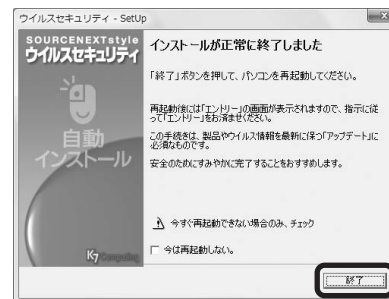 ウイルスセキュリティ - SetUp
SOURCENEXTstyle
ウイルスセキュリティ
自動
インストール
K7 Computing
インストールが正常に終了しました
「終了」ボタンを押して、パソコンを再起動してください。
再起動後には「エントリー」の画面が表示されますので、指示に従
って「エントリー」をお済ませください。
この手続きは、製品やウイルス情報を最新に保つ「アップデート」に
必須なものです。
安全のためにすみやかに完了することをおすすめします。
今すぐ再起動できない場合のみ、チェック
今は再起動しない。
終了